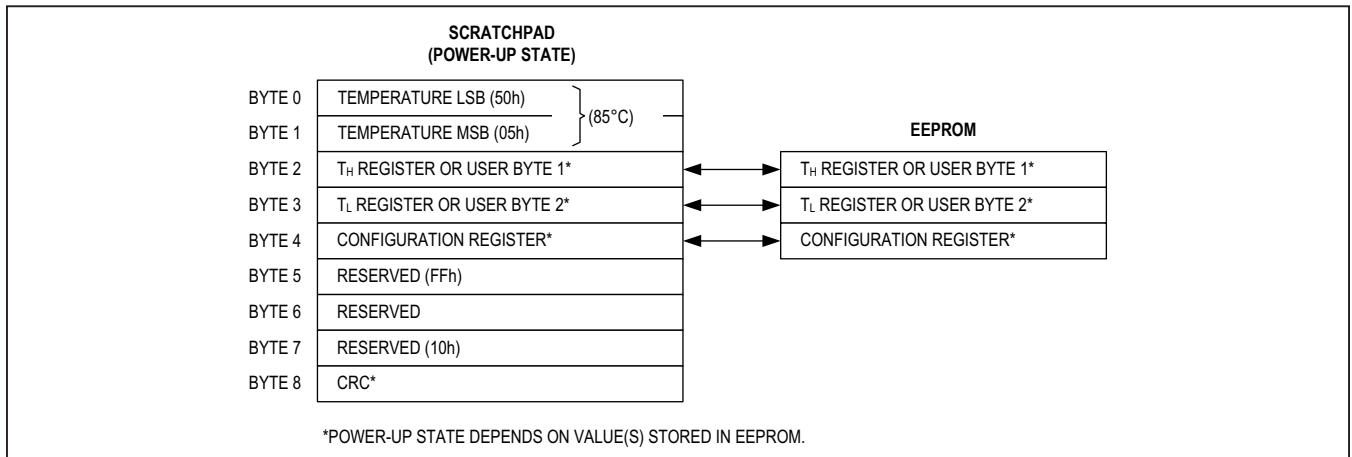 SCRATCHPAD
(POWER-UP STATE)
BYTE 0 TEMPERATURE LSB (50h)
(85°C)
BYTE 1 TEMPERATURE MSB (05h)
EEPROM
BYTE 2 TH REGISTER OR USER BYTE 1* TH REGISTER OR USER BYTE 1*
BYTE 3 TL REGISTER OR USER BYTE 2* TL REGISTER OR USER BYTE 2*
BYTE 4 CONFIGURATION REGISTER* CONFIGURATION REGISTER*
BYTE 5 RESERVED (FFh)
BYTE 6 RESERVED
BYTE 7 RESERVED (10h)
BYTE 8 CRC*
*POWER-UP STATE DEPENDS ON VALUE(S) STORED IN EEPROM.